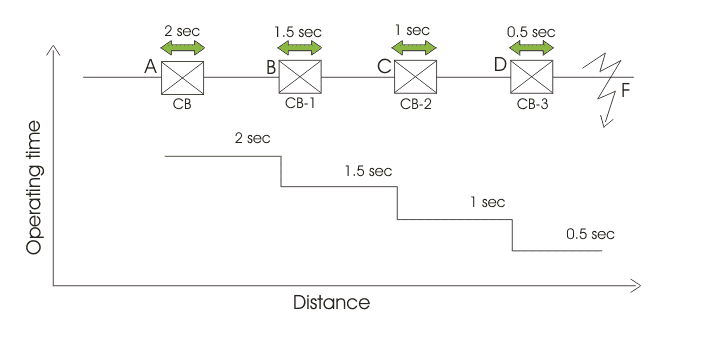 2 sec 1.5 sec 1 sec 0.5 sec
A B C D
F
CB CB-1 CB-2 CB-3
2 sec
1.5 sec
1 sec
0.5 sec
Operating time
Distance